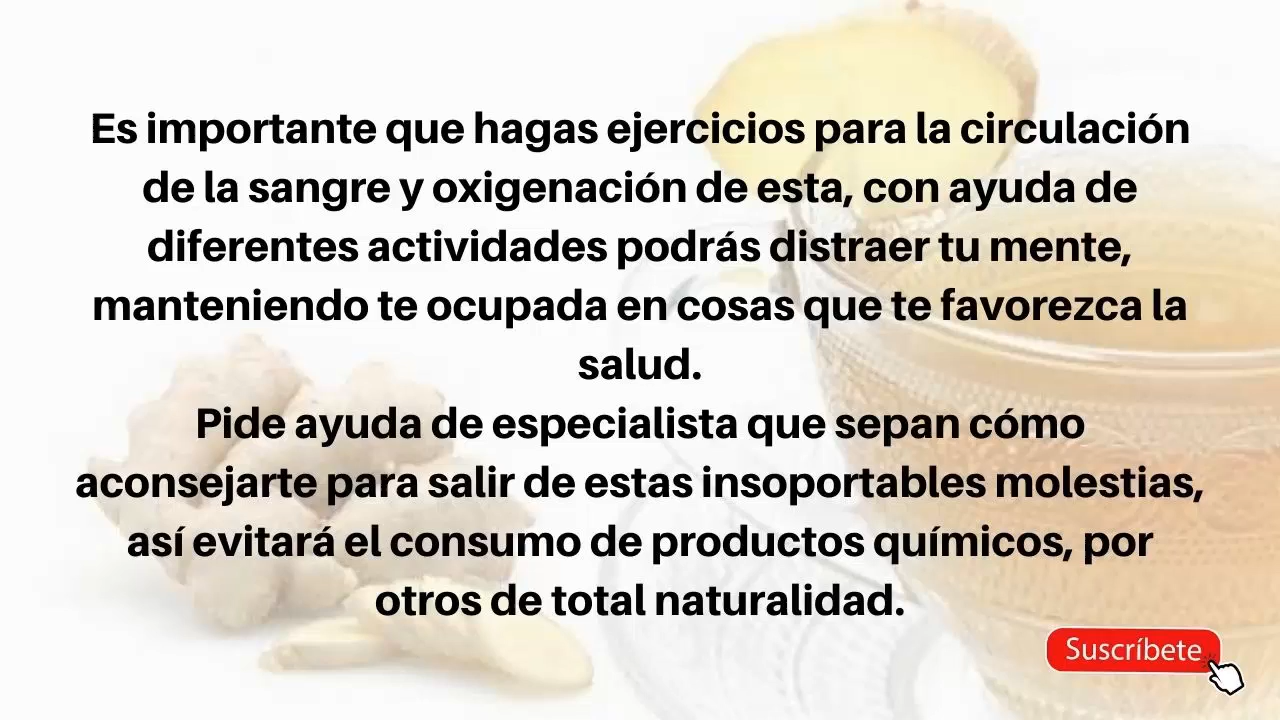 Es importante que hagas ejercicios para la circulación
de la sangre y oxigenación de esta, con ayuda de
diferentes actividades podrás distraer tu mente,
manteniendo te ocupada en cosas que te favorezca la
salud.
Pide ayuda de especialista que sepan cómo
aconsejarte para salir de estas insoportables molestias,
así evitará el consumo de productos químicos, por
otros de total naturalidad.
Suscríbete